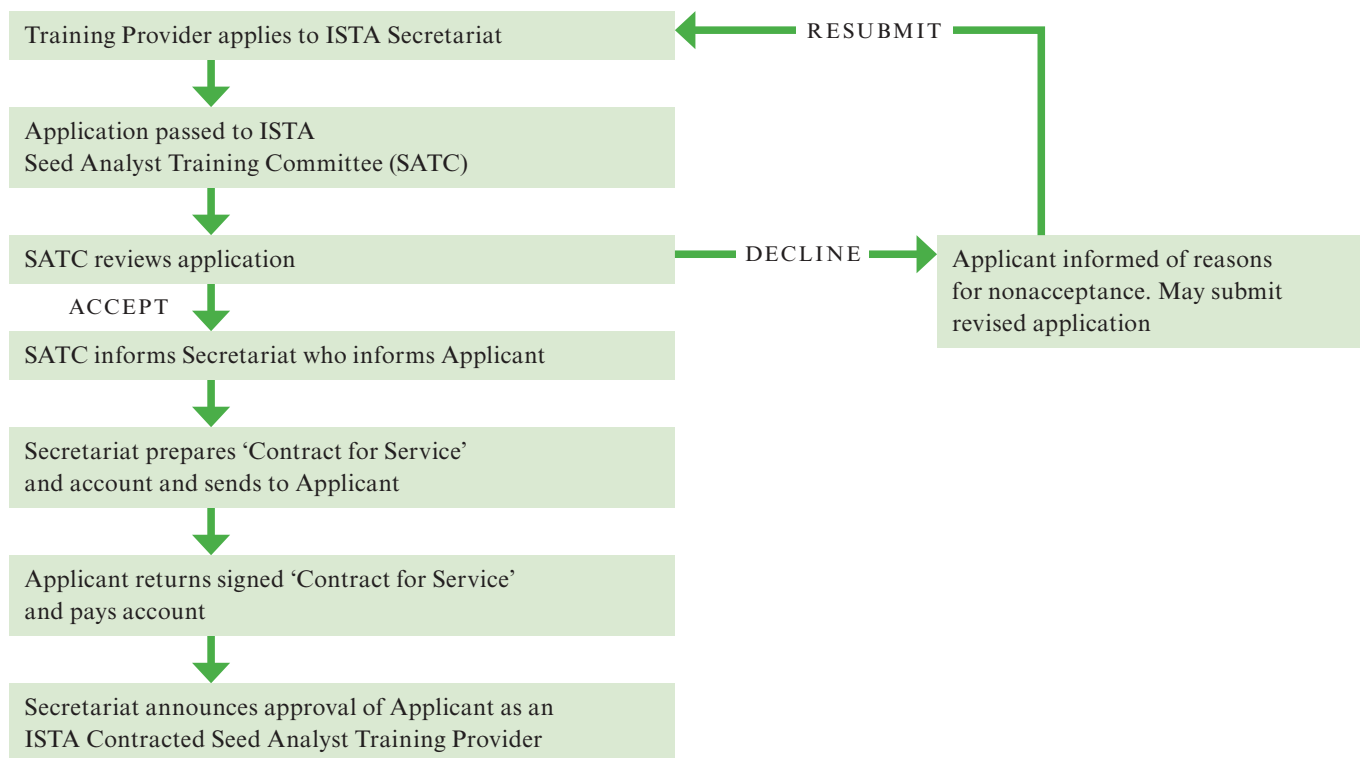 Training Provider applies to ISTA Secretariat
RESUBMIT
Application passed to ISTA
Seed Analyst Training Committee (SATC)
SATC reviews application
DECLINE
Applicant informed of reasons
for nonacceptance. May submit
revised application
ACCEPT
SATC informs Secretariat who informs Applicant
Secretariat prepares ‘Contract for Service’
and account and sends to Applicant
Applicant returns signed ‘Contract for Service’
and pays account
Secretariat announces approval of Applicant as an
ISTA Contracted Seed Analyst Training Provider